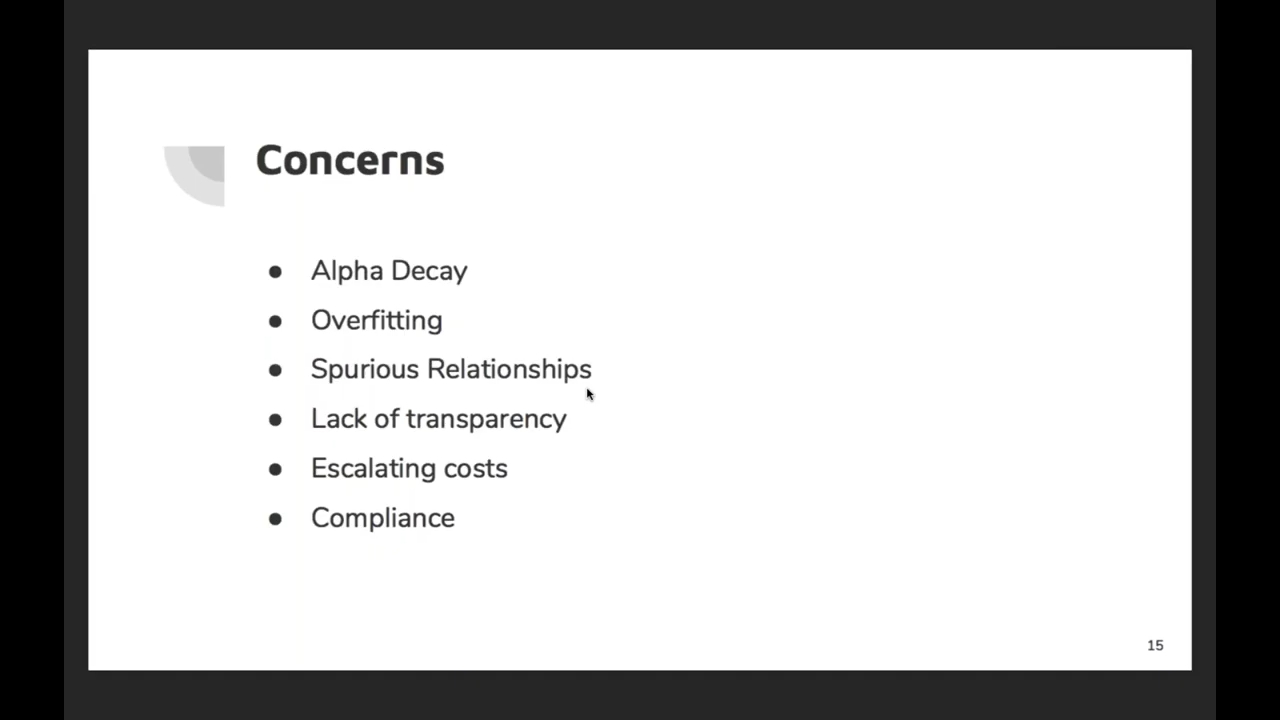 Concerns
● Alpha Decay
● Overfitting
● Spurious Relationships
● Lack of transparency
● Escalating costs
● Compliance
15